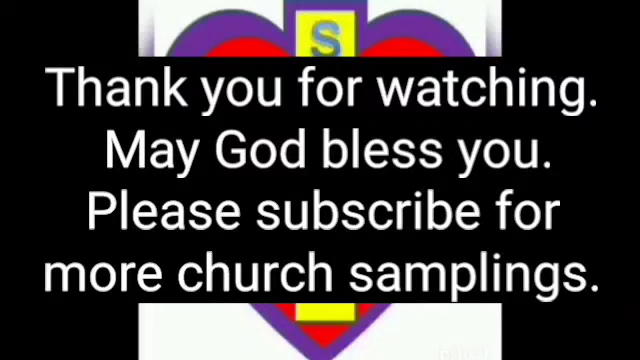 S
Thank you for watching.
May God bless you.
Please subscribe for
more church samplings.